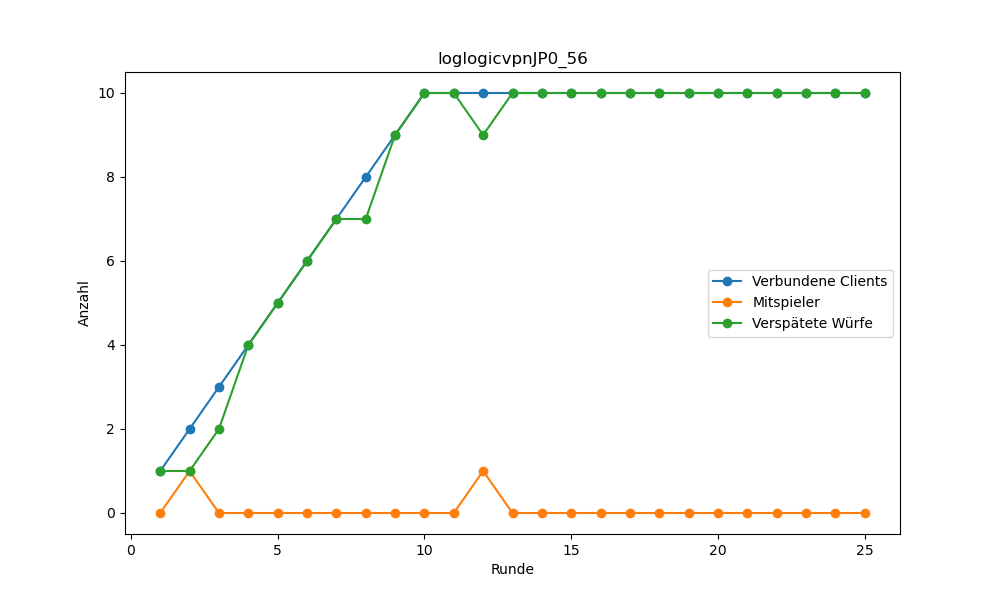 loglogicvpnJP0_56
Anzahl
10
8
6
4
2
0
Verbundene Clients
Mitspieler
Verspätete Würfe
0 5 10 15 20 25
Runde